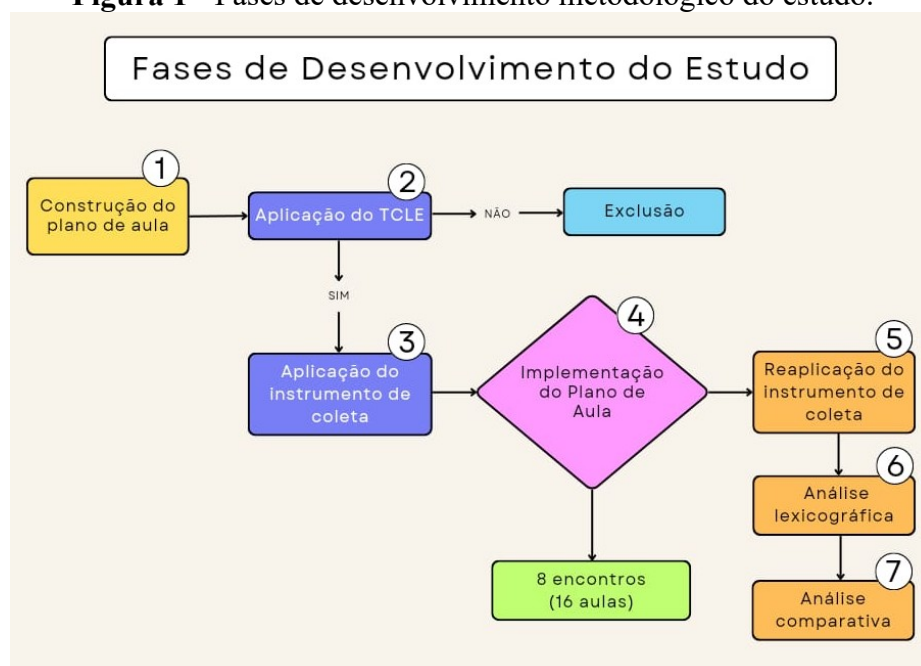 Figura 1 - Fases de desenvolvimento metodológico do estudo.
Fases de Desenvolvimento do Estudo
1
Construção do
plano de aula
2
Aplicação do TCLE
NÃO
Exclusão
SIM
3
Aplicação do
instrumento de
coleta
4
Implementação
do Plano de
Aula
8 encontros
(16 aulas)
5
Reaplicação do
instrumento de
coleta
6
Análise
lexicográfica
7
Análise
comparativa